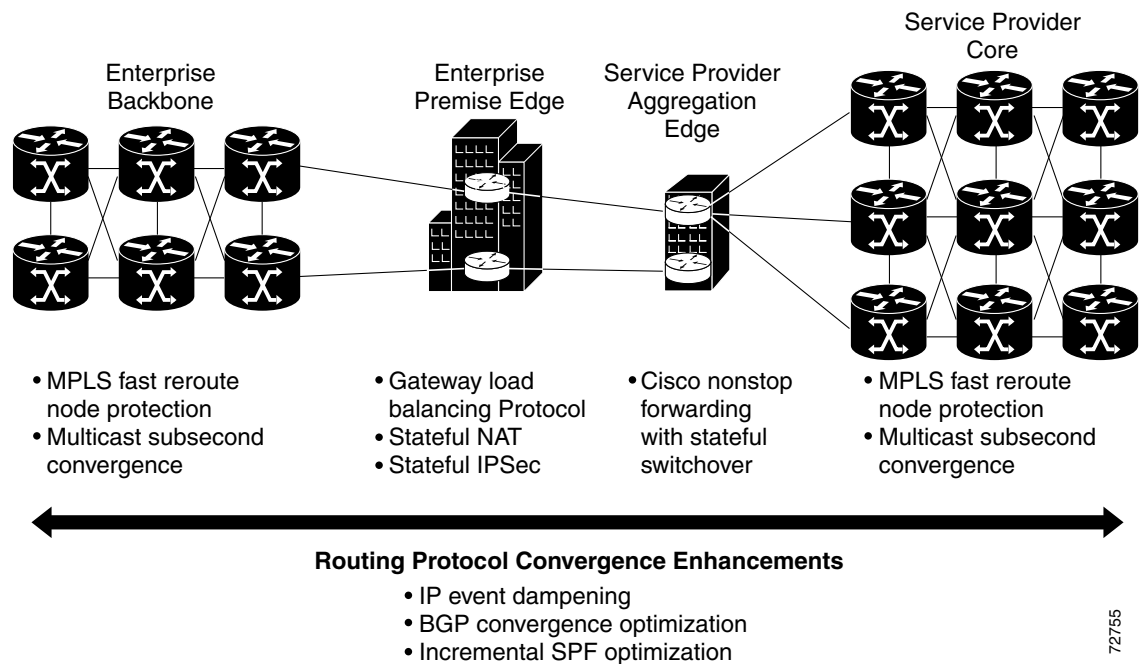 Enterprise
Backbone
Enterprise
Premise Edge
Service Provider
Aggregation
Edge
Service Provider
Core
• MPLS fast reroute
node protection
• Multicast subsecond
convergence
• Gateway load
balancing Protocol
• Stateful NAT
• Stateful IPSec
• Cisco nonstop
forwarding
with stateful
switchover
• MPLS fast reroute
node protection
• Multicast subsecond
convergence
Routing Protocol Convergence Enhancements
• IP event dampening
• BGP convergence optimization
• Incremental SPF optimization
72755